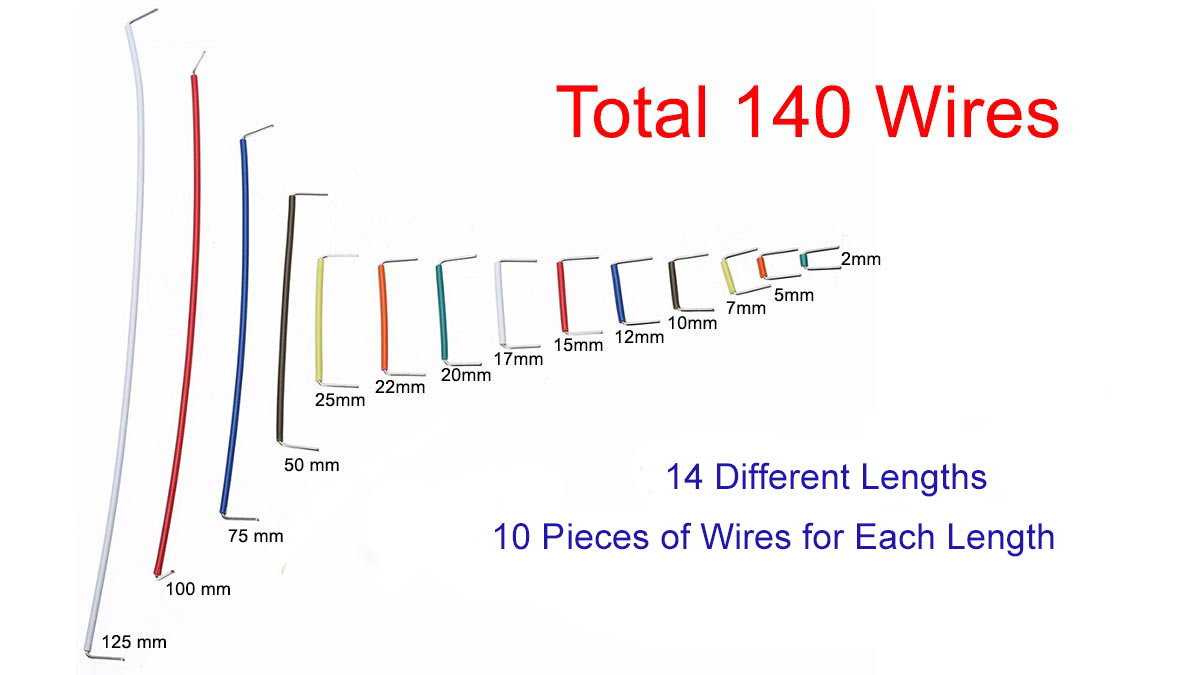 Total 140 Wires
2mm
5mm
7mm
10mm
12mm
15mm
17mm
20mm
22mm
25mm
50 mm
14 Different Lengths
75 mm
10 Pieces of Wires for Each Length
100 mm
125 mm